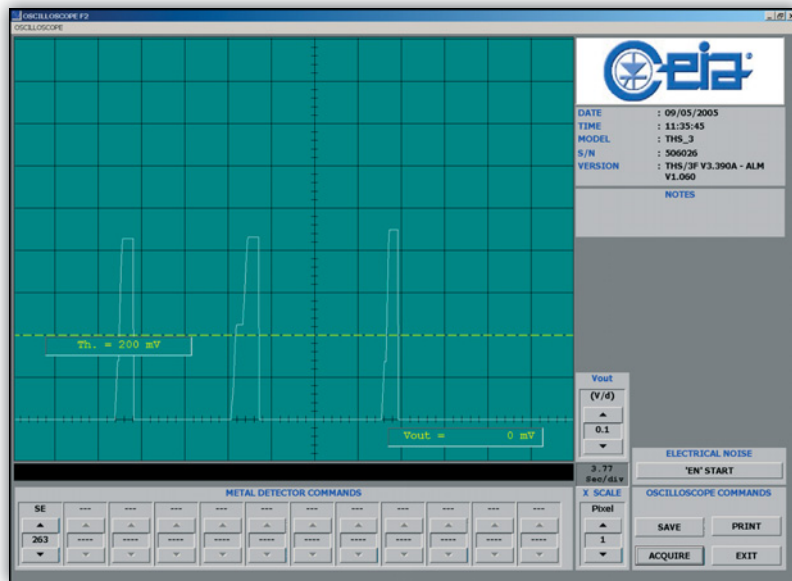 OSCILLOSCOPE F2
OSCILLOSCOPE
Ceia
DATE : 09/05/2005
TIME : 11:35:45
MODEL : THS_3
S/N : 506026
VERSION : THS/3F V3.390A - ALM
V1.060
NOTES
Th. = 200 mV
Vout = 0 mV
Vout
(V/d)
0.1
3.77
Sec/div
ELECTRICAL NOISE
'EN' START
METAL DETECTOR COMMANDS
SE --- --- --- --- --- --- --- --- --- ---
263 ---- ---- ---- ---- ---- ---- ---- ---- ---- ----
X SCALE
Pixel
1
OSCILLOSCOPE COMMANDS
SAVE PRINT
ACQUIRE EXIT